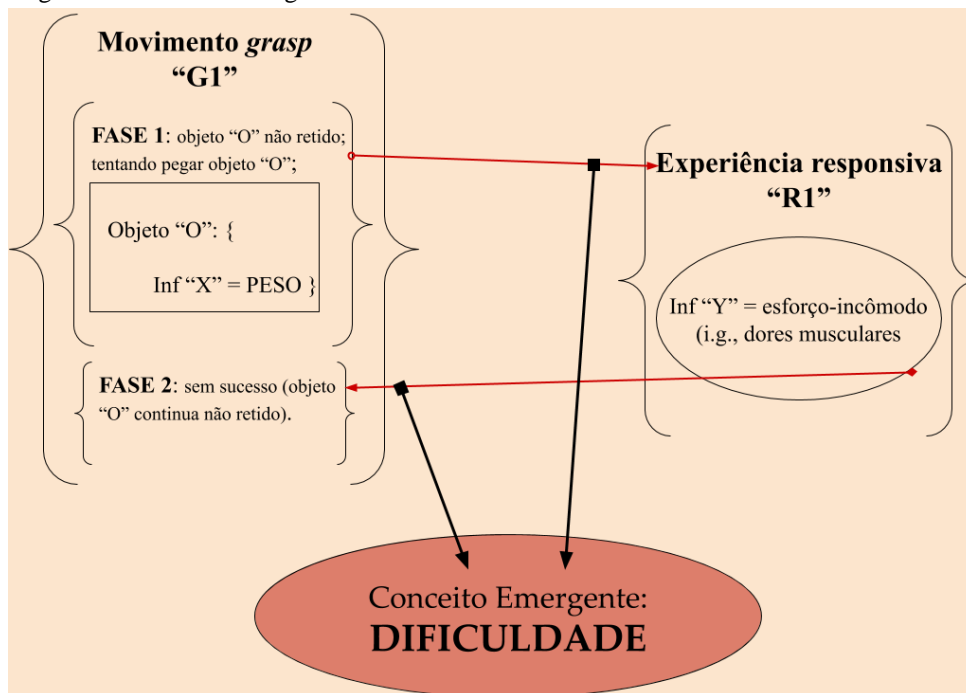 Movimento grasp
“G1”
FASE 1: objeto “O” não retido;
tentando pegar objeto “O”;
Objeto “O”: {
Inf “X” = PESO }
FASE 2: sem sucesso (objeto
“O” continua não retido).
Experiência responsiva
“R1”
Inf “Y” = esforço-incômodo
(i.g., dores musculares
Conceito Emergente:
DIFICULDADE